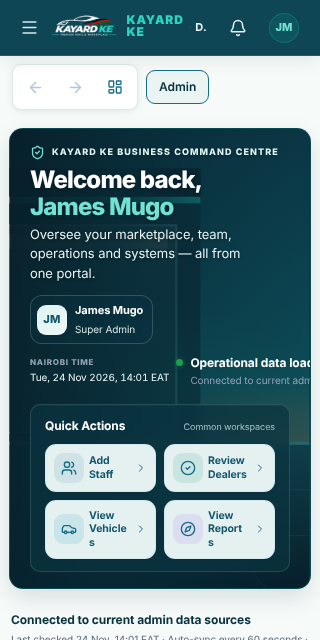 KAYARD KE
KAYARD
KE
D.
JM
Admin
KAYARD KE BUSINESS COMMAND CENTRE
Welcome back,
James Mugo
Oversee your marketplace, team,
operations and systems — all from
one portal.
JM
James Mugo
Super Admin
NAIROBI TIME
Tue, 24 Nov 2026, 14:01 EAT
Operational data load
Connected to current adm
Quick Actions
Common workspaces
Add
Staff
Review
Dealers
View
Vehicle
s
View
Report
s
Connected to current admin data sources
Last checked 24 Nov, 14:01 EAT · Auto-sync every 60 seconds ·